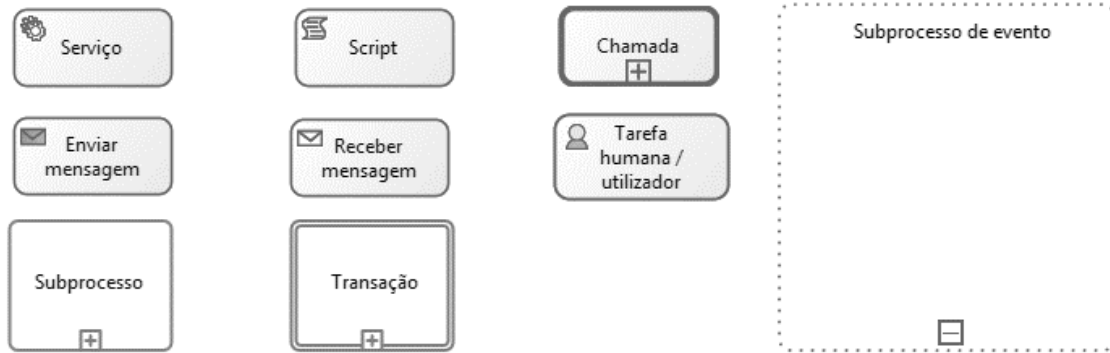 Serviço
Script
Chamada
Subprocesso de evento
Enviar
mensagem
Receber
mensagem
Tarefa
humana /
utilizador
Subprocesso
Transação